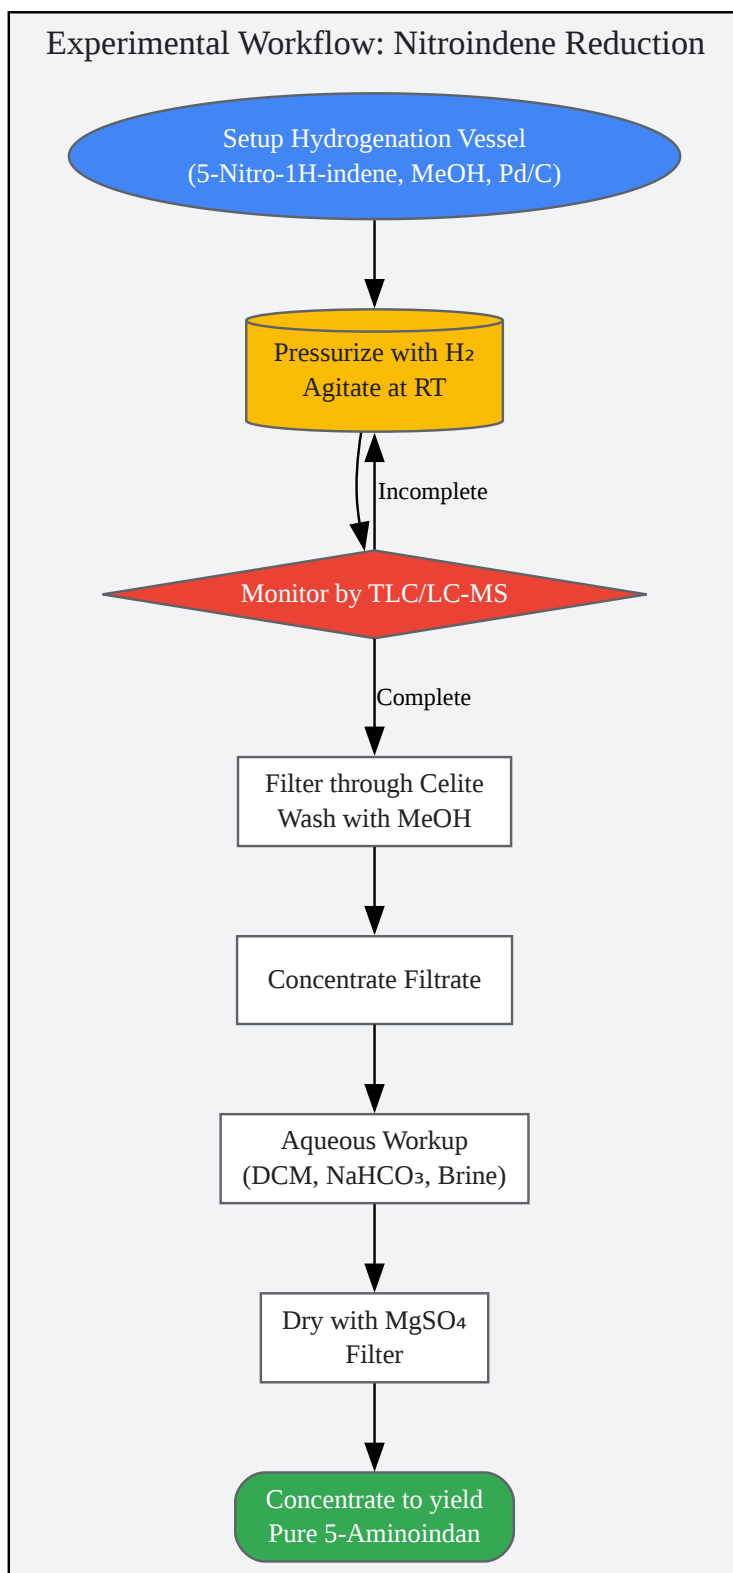 Experimental Workflow: Nitroindene Reduction
Setup Hydrogenation Vessel
(5-Nitro-1H-indene, MeOH, Pd/C)
Pressurize with H₂
Agitate at RT
Incomplete
Monitor by TLC/LC-MS
Complete
Filter through Celite
Wash with MeOH
Concentrate Filtrate
Aqueous Workup
(DCM, NaHCO₃, Brine)
Dry with MgSO₄
Filter
Concentrate to yield
Pure 5-Aminoindan